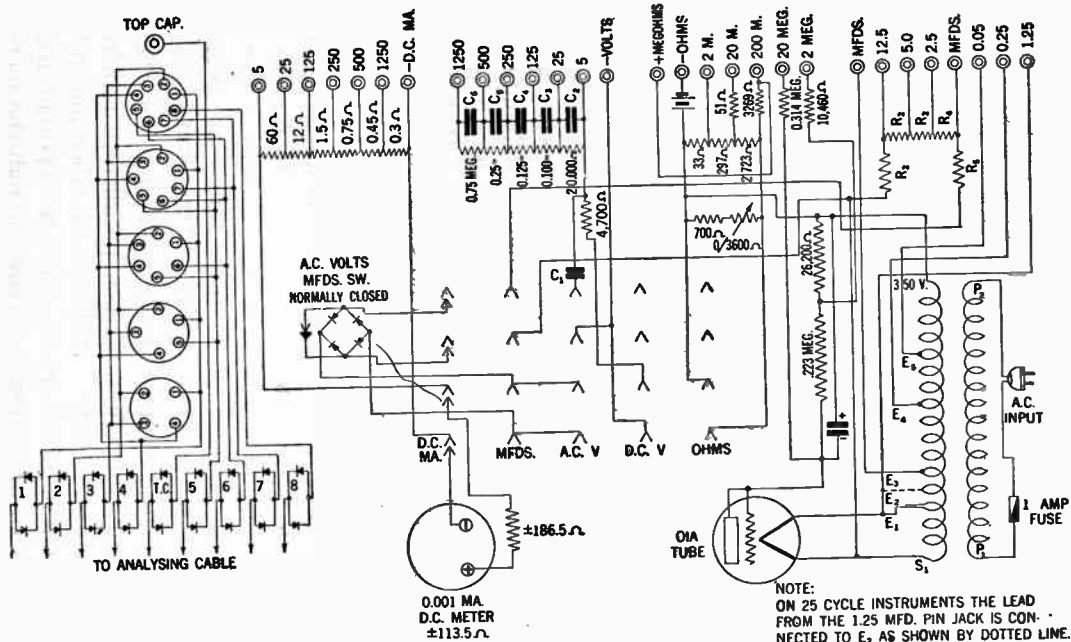 TOP CAP.
5
25
125
250
500
1250
-D.C. MA.
1250
500
250
125
25
5
-VOLTS
+MEGOHMS
-OHMS
2 M.
20 M.
200 M.
20 MEG.
2 MEG.
MFDS.
12.5
5.0
2.5
MFDS.
0.05
0.25
1.25
60Ω
12Ω
1.5Ω
0.75Ω
0.45Ω
0.3Ω
C₆
C₅
C₄
C₃
C₂
0.75 MEG.
0.25"
0.125"
0.100"
20,000Ω
4,700Ω
C₁
51Ω
3269Ω
0.314 MEG.
10,460Ω
33Ω
297Ω
2723Ω
700Ω
0/3600Ω
R₃
R₄
R₂
R₅
26,200Ω
.223 MEG.
350 V.
E₅
E₄
E₃
E₂
E₁
S₁
P₂
P₁
A.C.
INPUT
1 AMP
FUSE
A.C. VOLTS
MFDS. SW.
NORMALLY CLOSED
D.C.
MA.
MFDS.
A.C. V
D.C. V
OHMS
1
2
3
4
T.C.
5
6
7
8
TO ANALYSING CABLE
±186.5Ω
0.001 MA.
D.C. METER
±113.5Ω
OIA
TUBE
NOTE:
ON 25 CYCLE INSTRUMENTS THE LEAD
FROM THE 1.25 MFD. PIN JACK IS CON-
NECTED TO E₃ AS SHOWN BY DOTTED LINE.